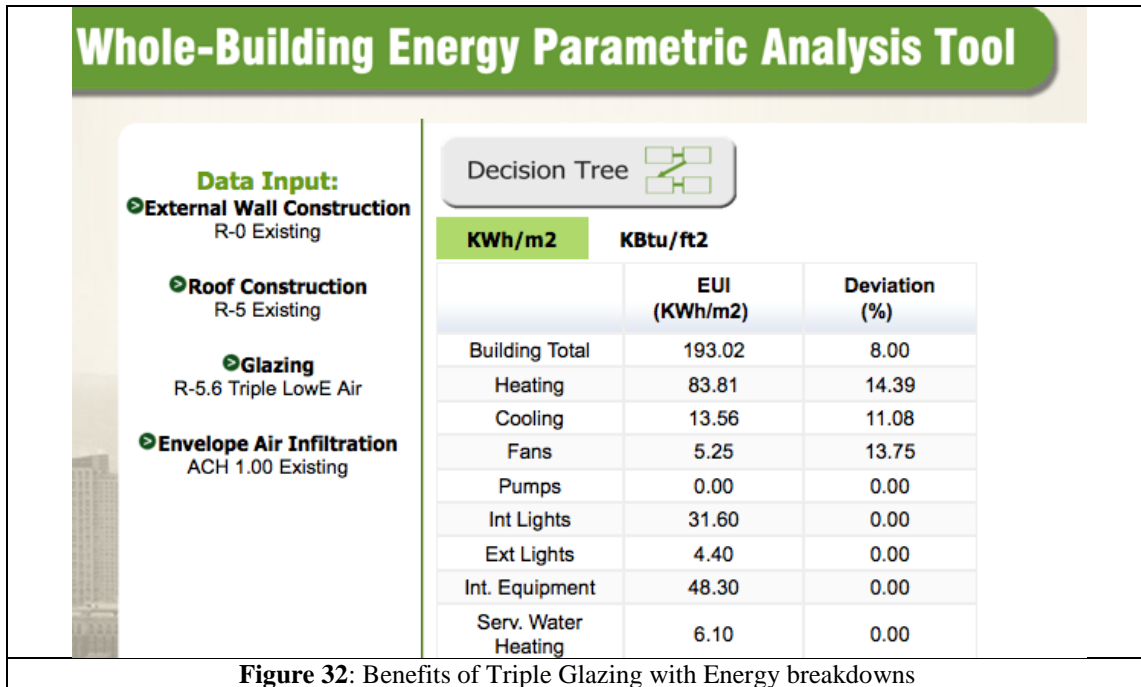 Whole-Building Energy Parametric Analysis Tool
Data Input:
External Wall Construction
R-0 Existing
Roof Construction
R-5 Existing
Glazing
R-5.6 Triple LowE Air
Envelope Air Infiltration
ACH 1.00 Existing
Decision Tree
KWh/m2 KBtu/ft2
EUI (KWh/m2) Deviation (%)
Building Total 193.02 8.00
Heating 83.81 14.39
Cooling 13.56 11.08
Fans 5.25 13.75
Pumps 0.00 0.00
Int Lights 31.60 0.00
Ext Lights 4.40 0.00
Int. Equipment 48.30 0.00
Serv. Water Heating 6.10 0.00
Figure 32: Benefits of Triple Glazing with Energy breakdowns